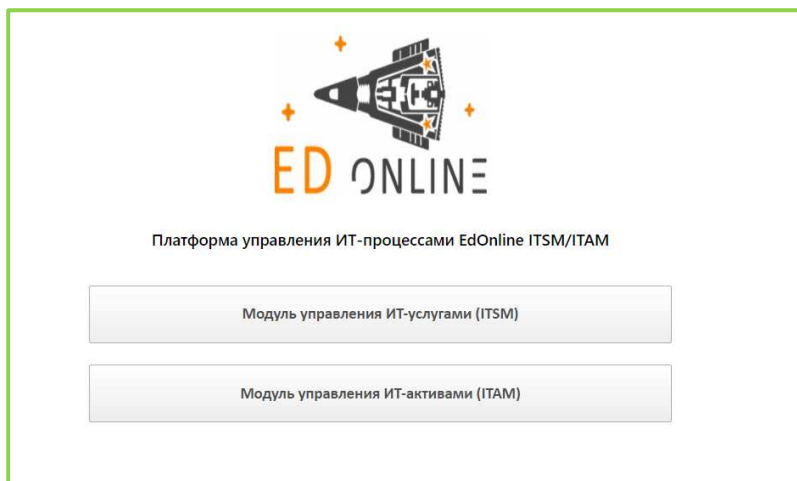 ED ONLINE
Платформа управления ИТ-процессами EdOnline ITSM/ITAM
Модуль управления ИТ-услугами (ITSM)
Модуль управления ИТ-активами (ITAM)